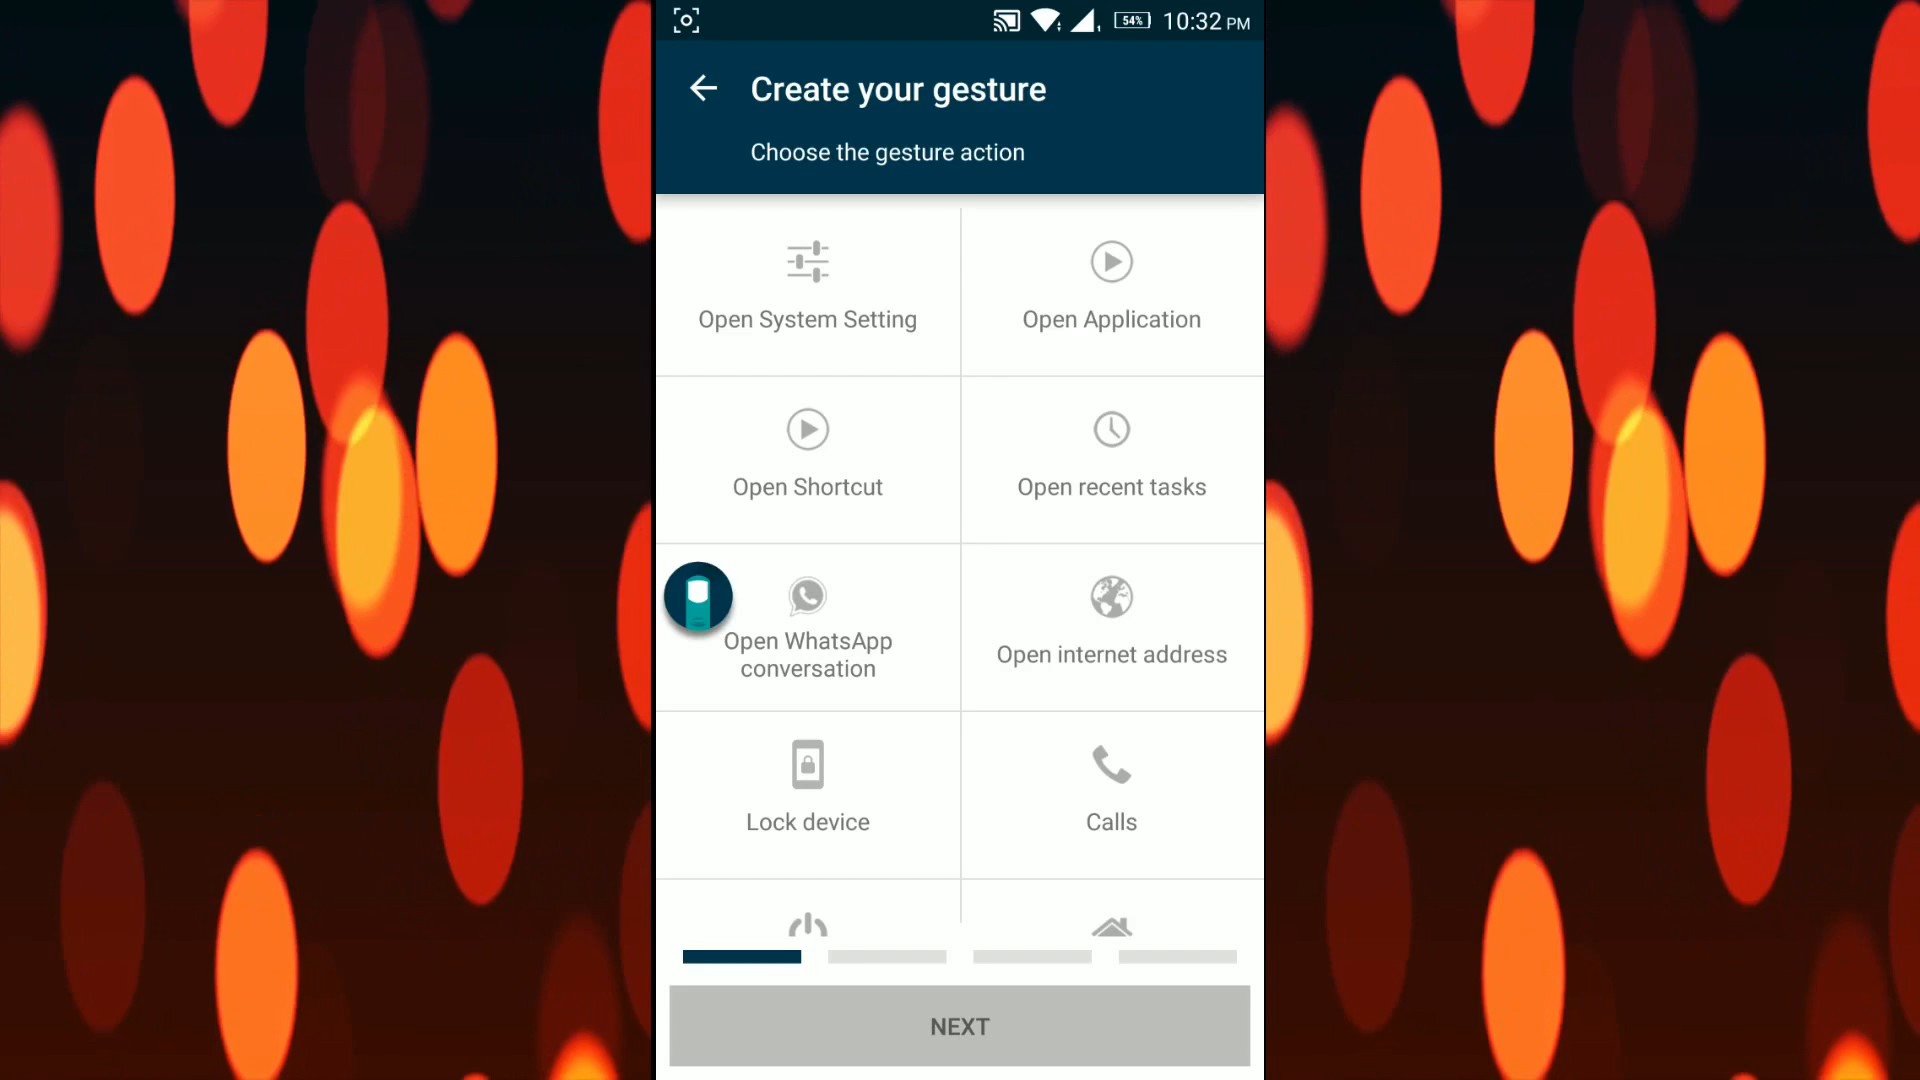 54% 10:32 PM
Create your gesture
Choose the gesture action
Open System Setting
Open Application
Open Shortcut
Open recent tasks
Open WhatsApp
conversation
Open internet address
Lock device
Calls
NEXT